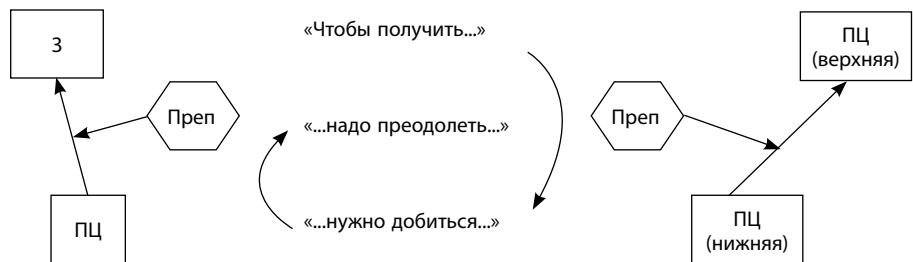 З
Преп
ПЦ
«Чтобы получить...»
«...надо преодолеть...»
«...нужно добиться...»
Преп
ПЦ
(верхняя)
ПЦ
(нижняя)